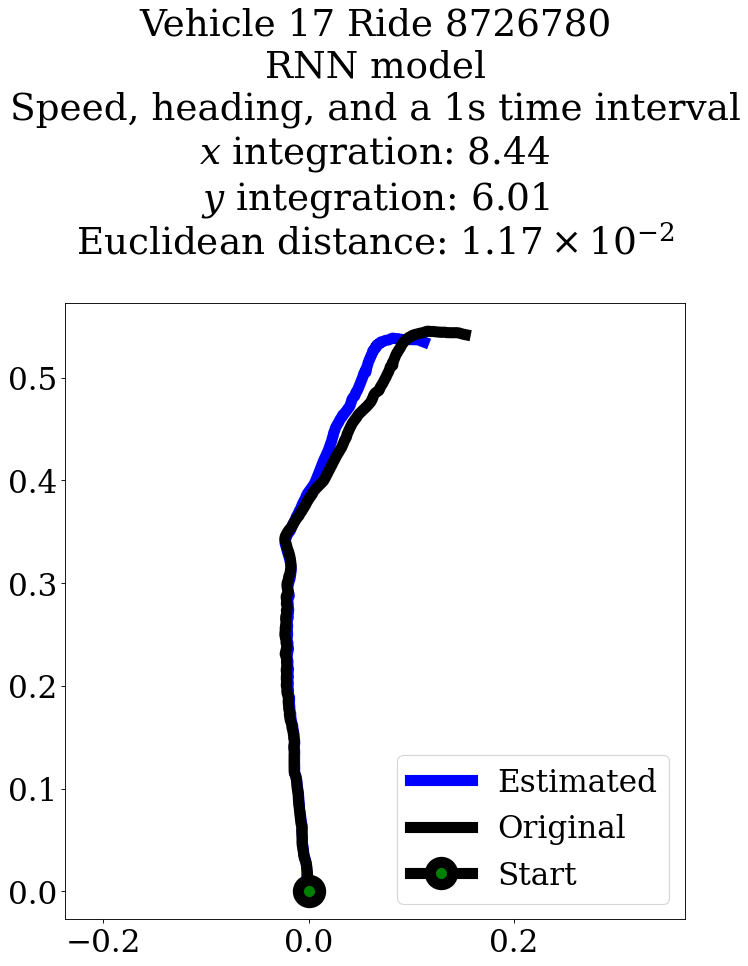 Vehicle 17 Ride 8726780
RNN model
Speed, heading, and a 1s time interval
x integration: 8.44
y integration: 6.01
Euclidean distance: 1.17 × 10⁻²
0.5
0.4
0.3
0.2
0.1
0.0
−0.2 0.0 0.2
Estimated
Original
Start